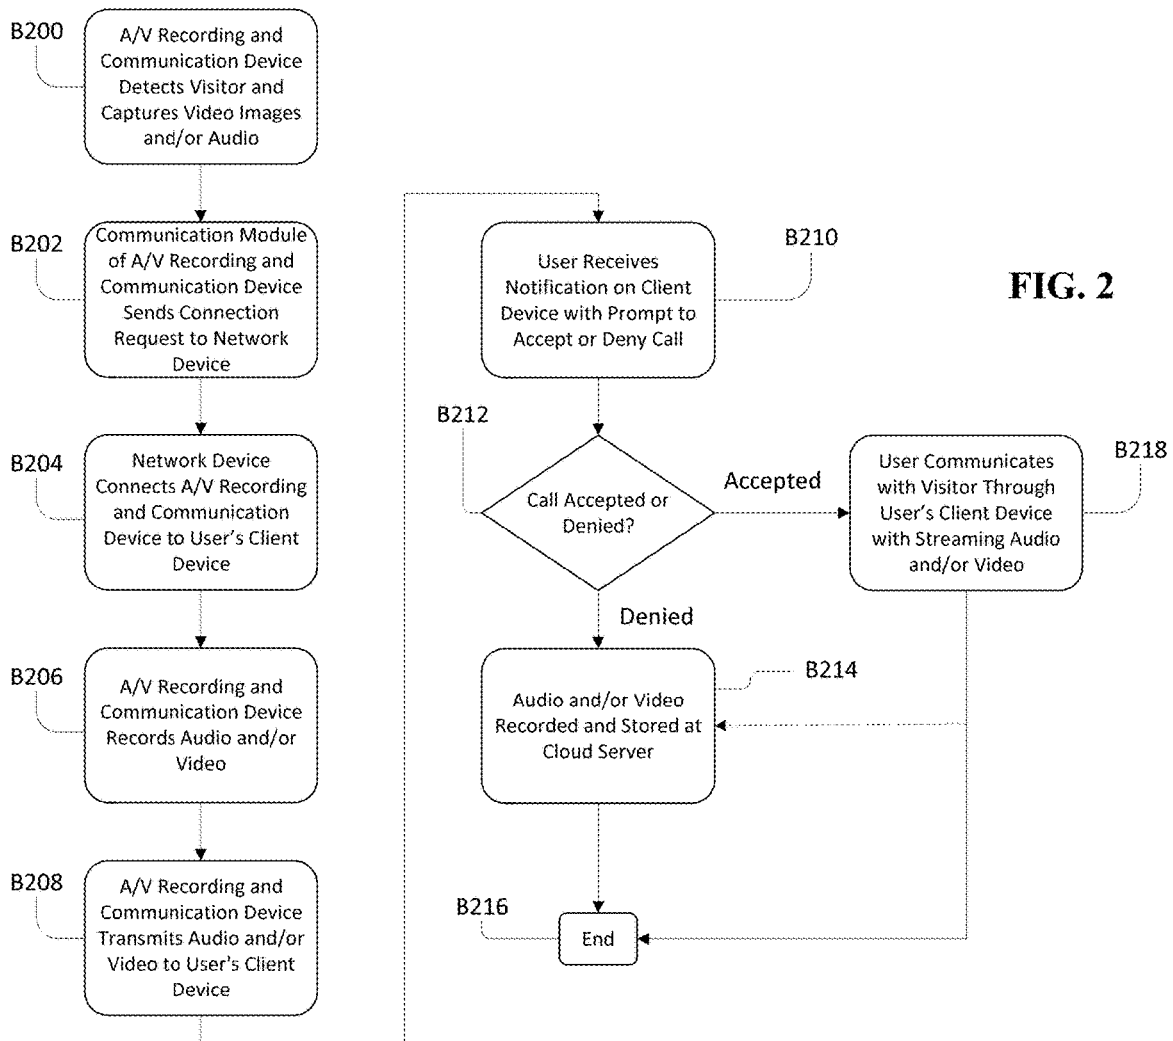 B200
A/V Recording and
Communication Device
Detects Visitor and
Captures Video Images
and/or Audio
B202
Communication Module
of A/V Recording and
Communication Device
Sends Connection
Request to Network
Device
B204
Network Device
Connects A/V Recording
and Communication
Device to User's Client
Device
B206
A/V Recording and
Communication Device
Records Audio and/or
Video
B208
A/V Recording and
Communication Device
Transmits Audio and/or
Video to User's Client
Device
B210
User Receives
Notification on Client
Device with Prompt to
Accept or Deny Call
FIG. 2
B212
Call Accepted or
Denied?
Accepted
B218
User Communicates
with Visitor Through
User's Client Device
with Streaming Audio
and/or Video
Denied
B214
Audio and/or Video
Recorded and Stored at
Cloud Server
B216
End